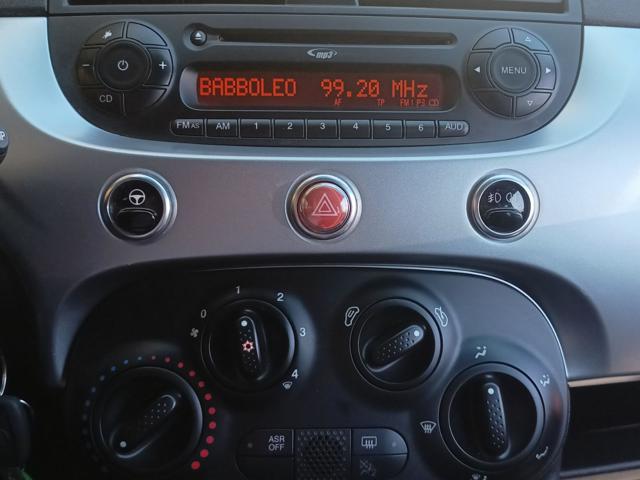 mp3
BABBOLEO 99.20 MHz
AF TP FM1 P3 CD
MENU
CD
FM AS AM 1 2 3 4 5 6 AUD
0 1 2 3 4
ASR
OFF